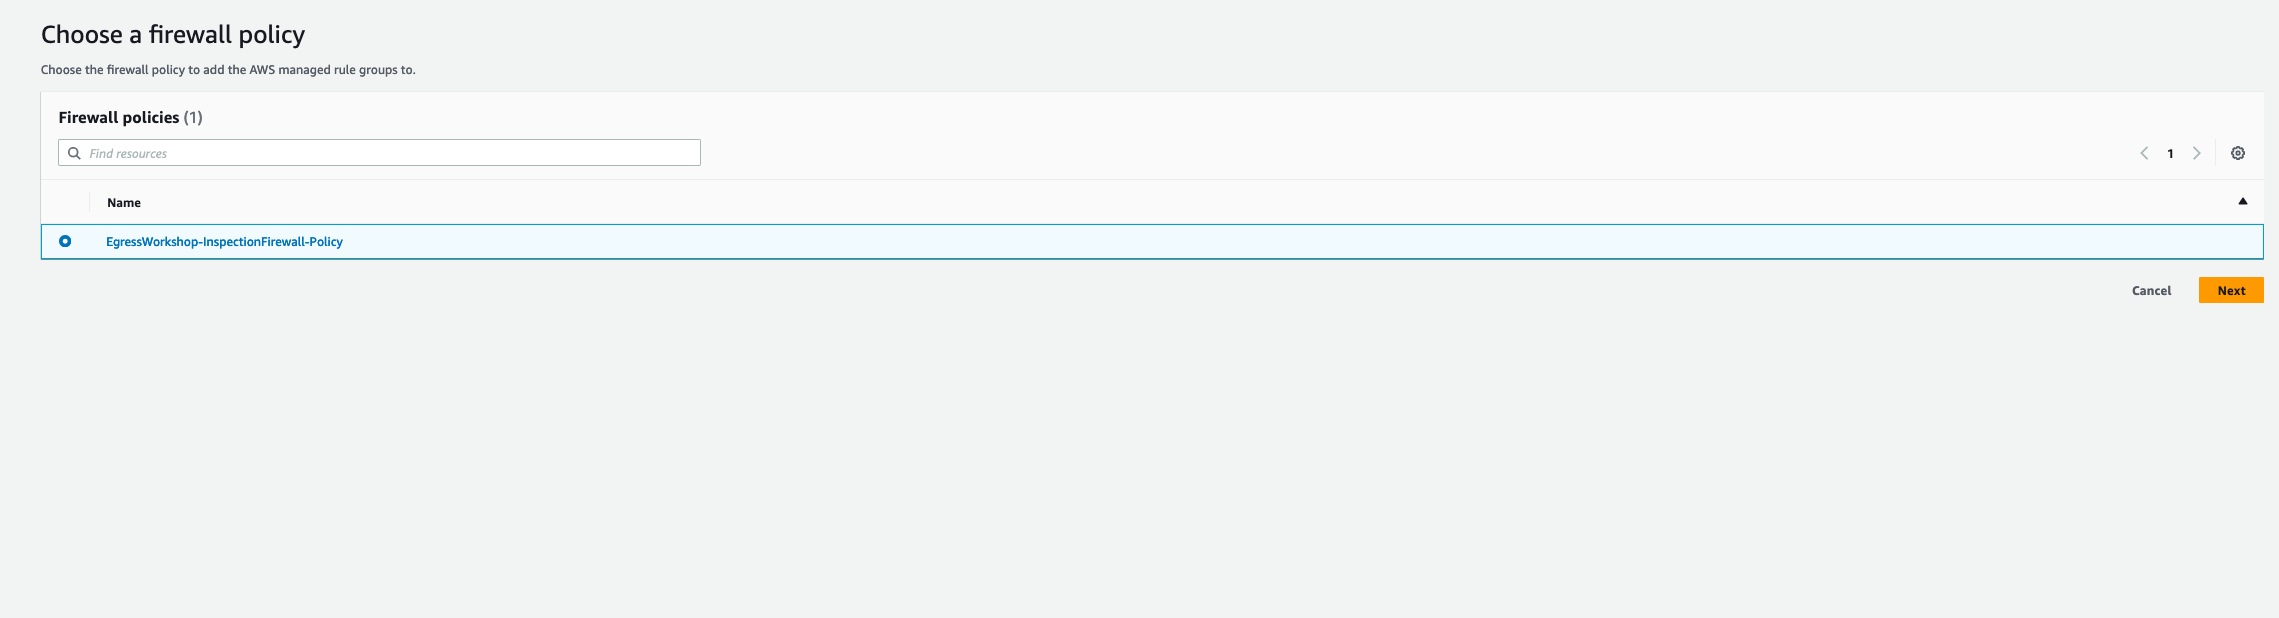 Choose a firewall policy
Choose the firewall policy to add the AWS managed rule groups to.
Firewall policies (1)
Find resources
1
Name
EgressWorkshop-InspectionFirewall-Policy
Cancel Next